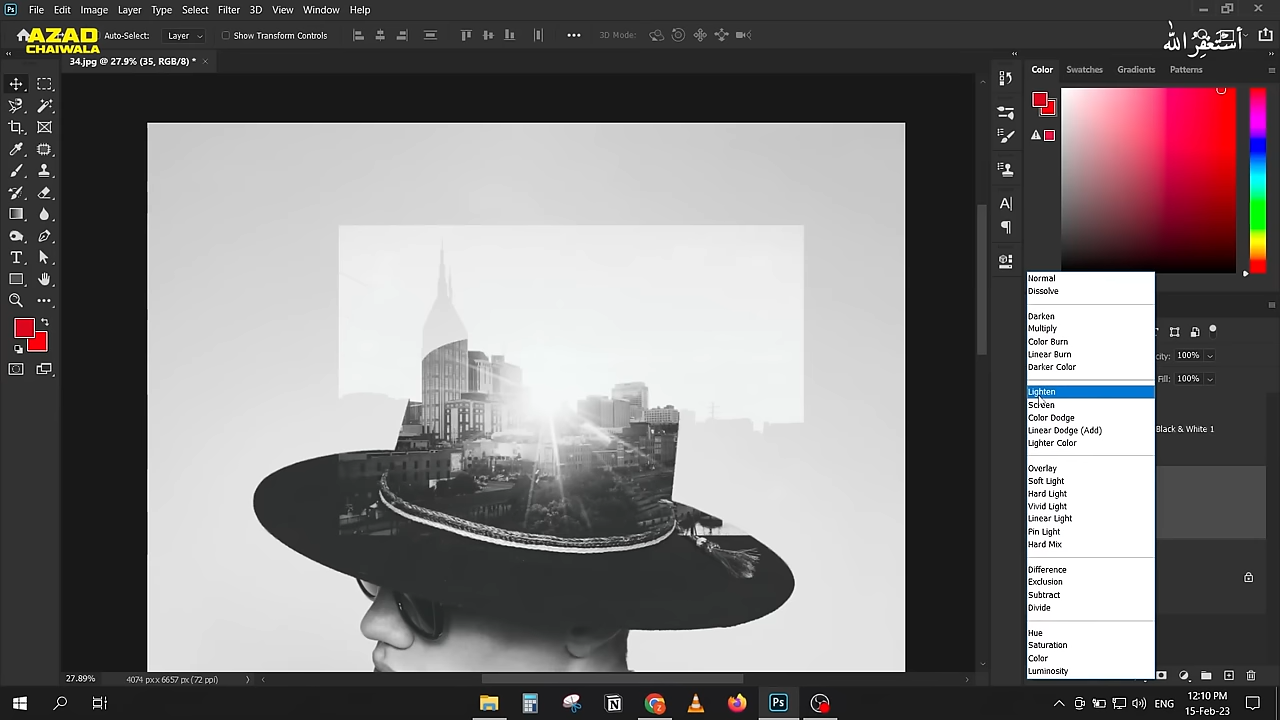 Ps File Edit Image Layer Type Select Filter 3D View Window Help
AZAD
CHAIWALA
Auto-Select: Layer Show Transform Controls 3D Mode:
أستغفر الله
34.jpg @ 27.9% (35, RGB/8) *
Color Swatches Gradients Patterns
Normal
Dissolve
Darken
Multiply
Color Burn
Linear Burn
Darker Color
Lighten
Screen
Color Dodge
Linear Dodge (Add)
Lighter Color
Overlay
Soft Light
Hard Light
Vivid Light
Linear Light
Pin Light
Hard Mix
Difference
Exclusion
Subtract
Divide
Hue
Saturation
Color
Luminosity
100%
Fill: 100%
Black & White 1
27.89% 4074 px x 6657 px (72 ppi)
Ps
ENG
12:10 PM
15-Feb-23